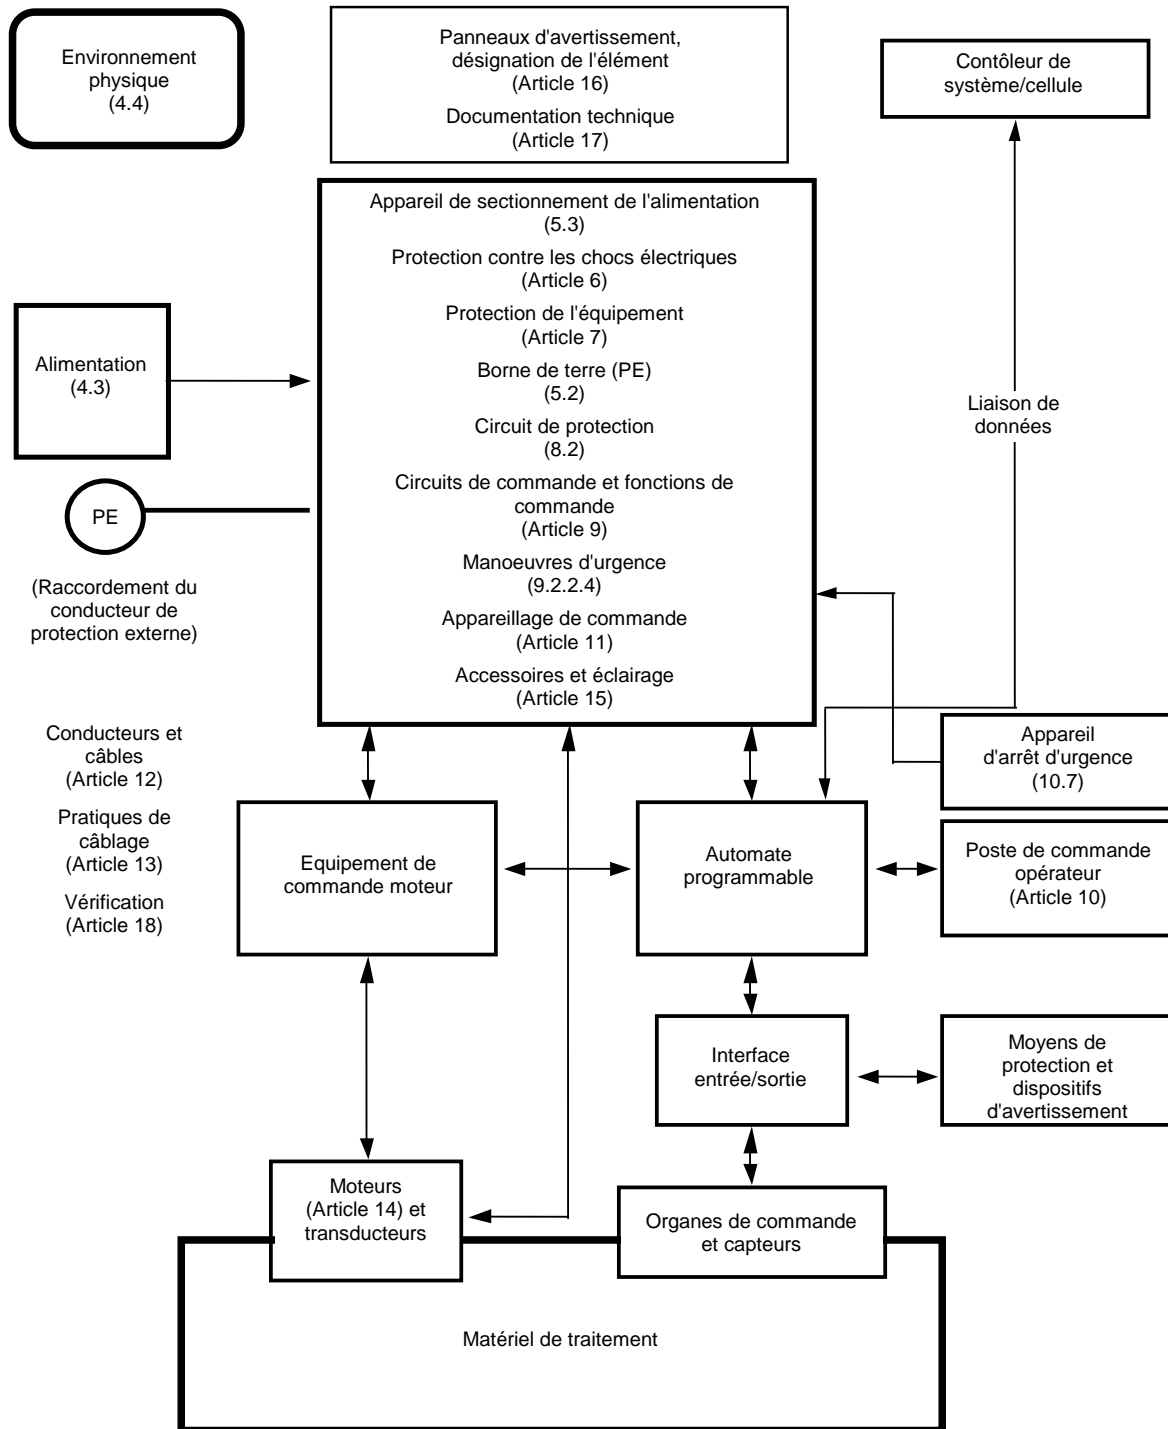 Environnement
physique
(4.4)
Panneaux d'avertissement,
désignation de l'élément
(Article 16)
Documentation technique
(Article 17)
Contôleur de
système/cellule
Appareil de sectionnement de l'alimentation
(5.3)
Protection contre les chocs électriques
(Article 6)
Protection de l'équipement
(Article 7)
Borne de terre (PE)
(5.2)
Circuit de protection
(8.2)
Circuits de commande et fonctions de
commande
(Article 9)
Manoeuvres d'urgence
(9.2.2.4)
Appareillage de commande
(Article 11)
Accessoires et éclairage
(Article 15)
Alimentation
(4.3)
PE
(Raccordement du
conducteur de
protection externe)
Liaison de
données
Conducteurs et
câbles
(Article 12)
Pratiques de
câblage
(Article 13)
Vérification
(Article 18)
Appareil
d'arrêt d'urgence
(10.7)
Equipement de
commande moteur
Automate
programmable
Poste de commande
opérateur
(Article 10)
Interface
entrée/sortie
Moyens de
protection et
dispositifs
d'avertissement
Moteurs
(Article 14) et
transducteurs
Organes de commande
et capteurs
Matériel de traitement